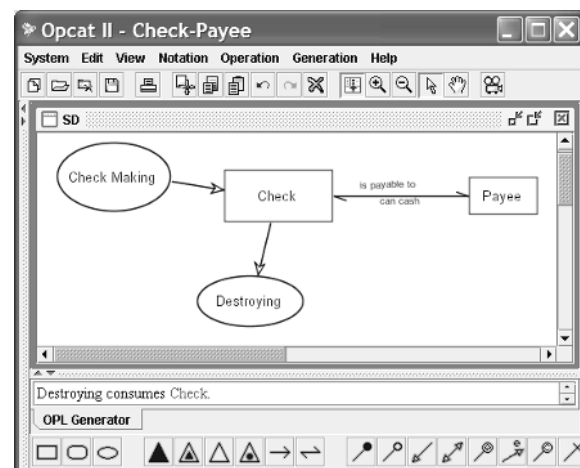 Opcat II - Check-Payee
System Edit View Notation Operation Generation Help
SD
Check Making
Check
is payable to
can cash
Payee
Destroying
Destroying consumes Check.
OPL Generator